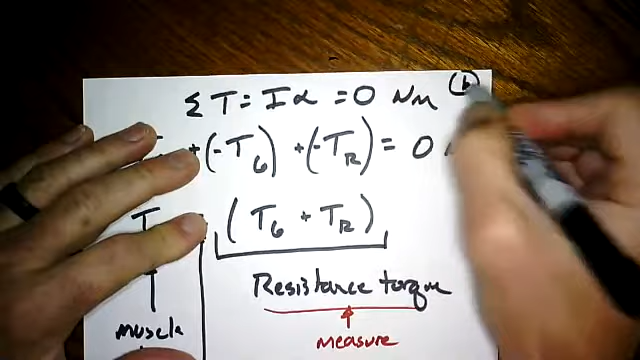 ΣT = Iα = 0 Nm (b)
+ (-T_G) + (-T_R) = 0
T (T_G + T_R)
Resistance torque
muscle measure